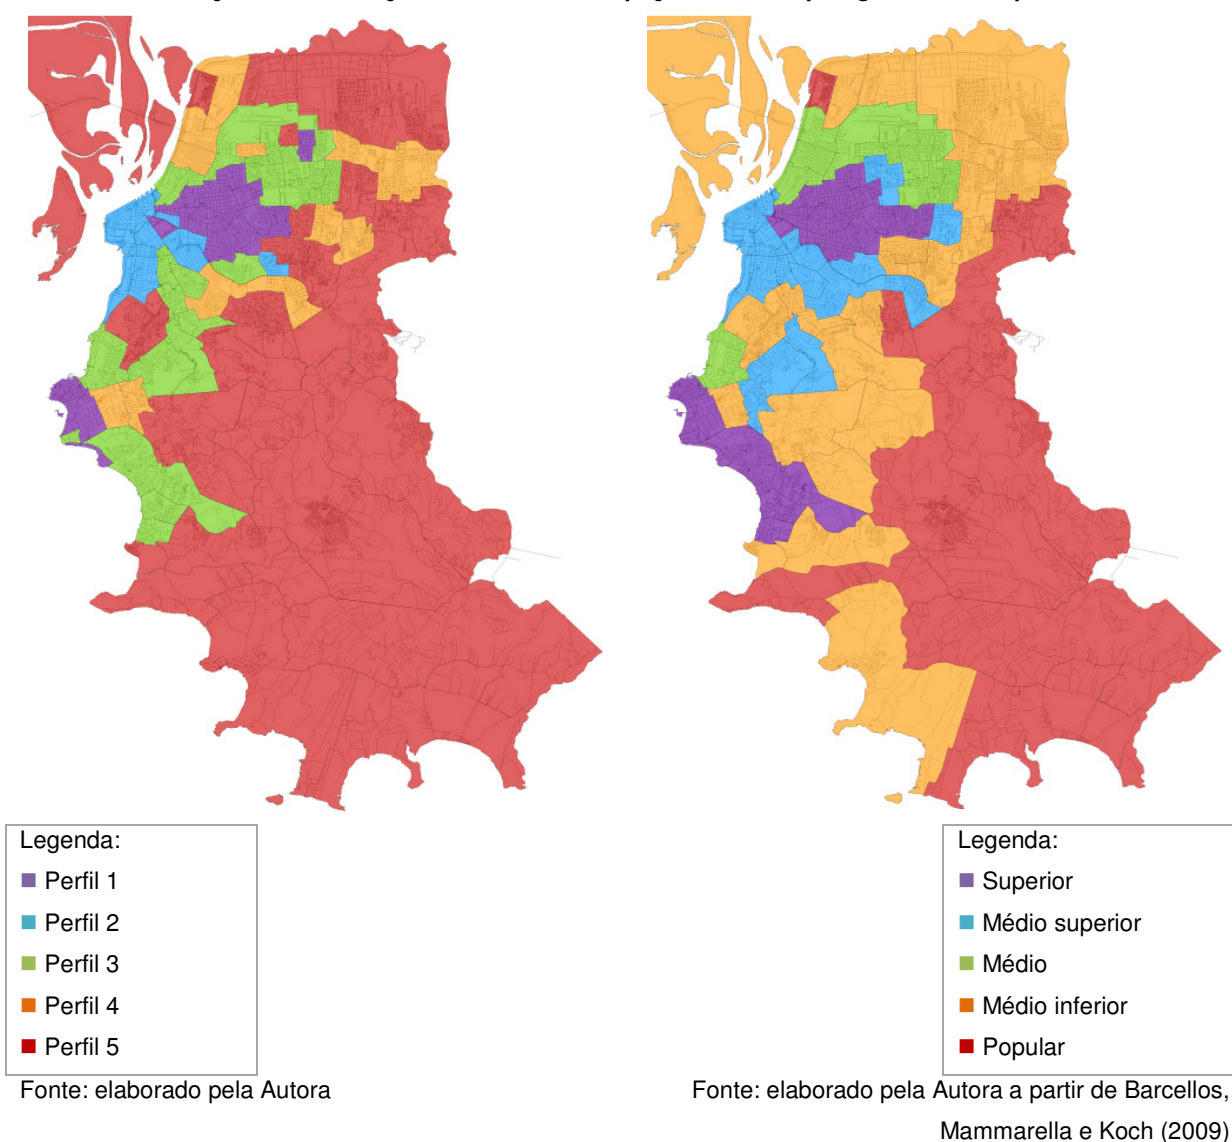 Legenda:
Perfil 1
Perfil 2
Perfil 3
Perfil 4
Perfil 5
Fonte: elaborado pela Autora
Legenda:
Superior
Médio superior
Médio
Médio inferior
Popular
Fonte: elaborado pela Autora a partir de Barcellos,
Mammarella e Koch (2009)